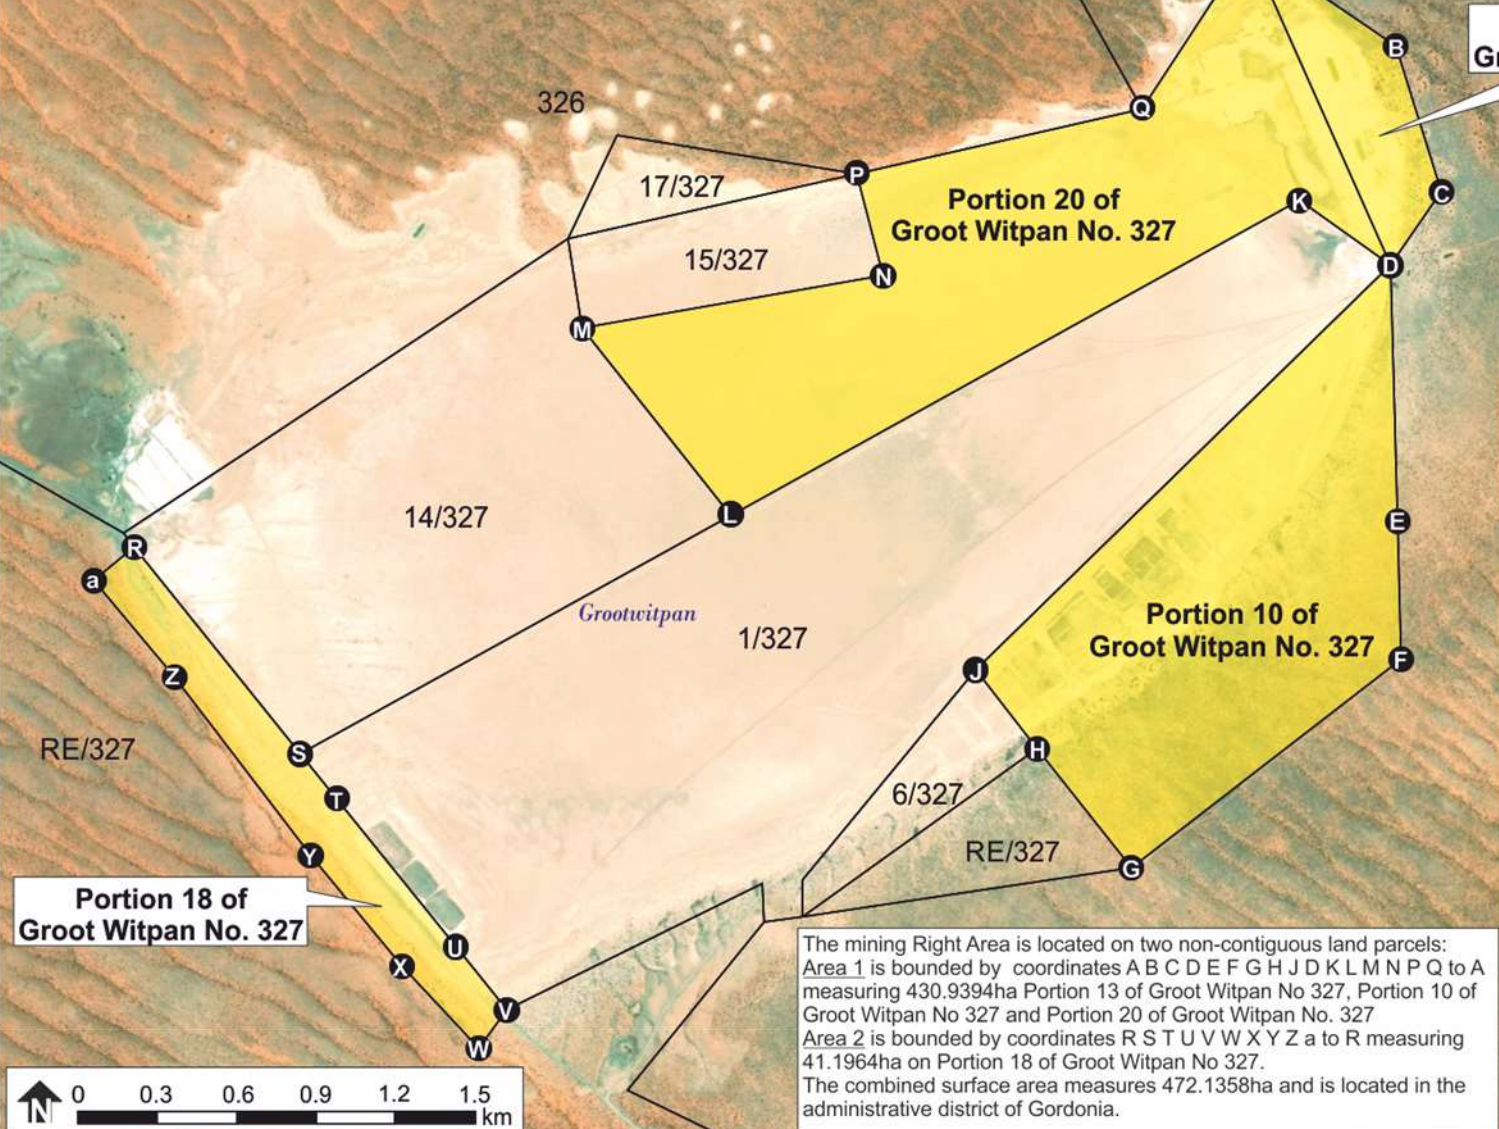 B
Gr
326
Q
17/327
P
Portion 20 of
Groot Witpan No. 327
K
C
15/327
N
D
M
14/327
L
E
R
a
Grootwitpan
1/327
Portion 10 of
Groot Witpan No. 327
F
Z
J
RE/327
S
H
T
6/327
RE/327
Y
G
Portion 18 of
Groot Witpan No. 327
U
X
V
W
The mining Right Area is located on two non-contiguous land parcels:
Area 1 is bounded by coordinates A B C D E F G H J D K L M N P Q to A
measuring 430.9394ha Portion 13 of Groot Witpan No 327, Portion 10 of
Groot Witpan No 327 and Portion 20 of Groot Witpan No. 327
Area 2 is bounded by coordinates R S T U V W X Y Z a to R measuring
41.1964ha on Portion 18 of Groot Witpan No 327.
The combined surface area measures 472.1358ha and is located in the
administrative district of Gordonia.
N
0 0.3 0.6 0.9 1.2 1.5
km